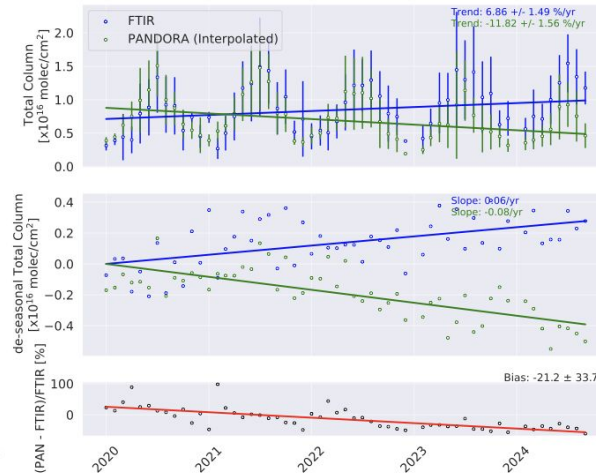 FTIR
PANDORA (Interpolated)
Trend: 6.86 +/- 1.49 %/yr
Trend: -11.82 +/- 1.56 %/yr
Total Column
[x10¹⁶ molec/cm²]
2.0
1.5
1.0
0.5
0.0
Slope: 0.06/yr
Slope: -0.08/yr
de-seasonal Total Column
[x10¹⁶ molec/cm²]
0.4
0.2
0.0
−0.2
−0.4
Bias: -21.2 ± 33.7
(PAN - FTIR)/FTIR [%]
100
0
2020
2021
2022
2023
2024